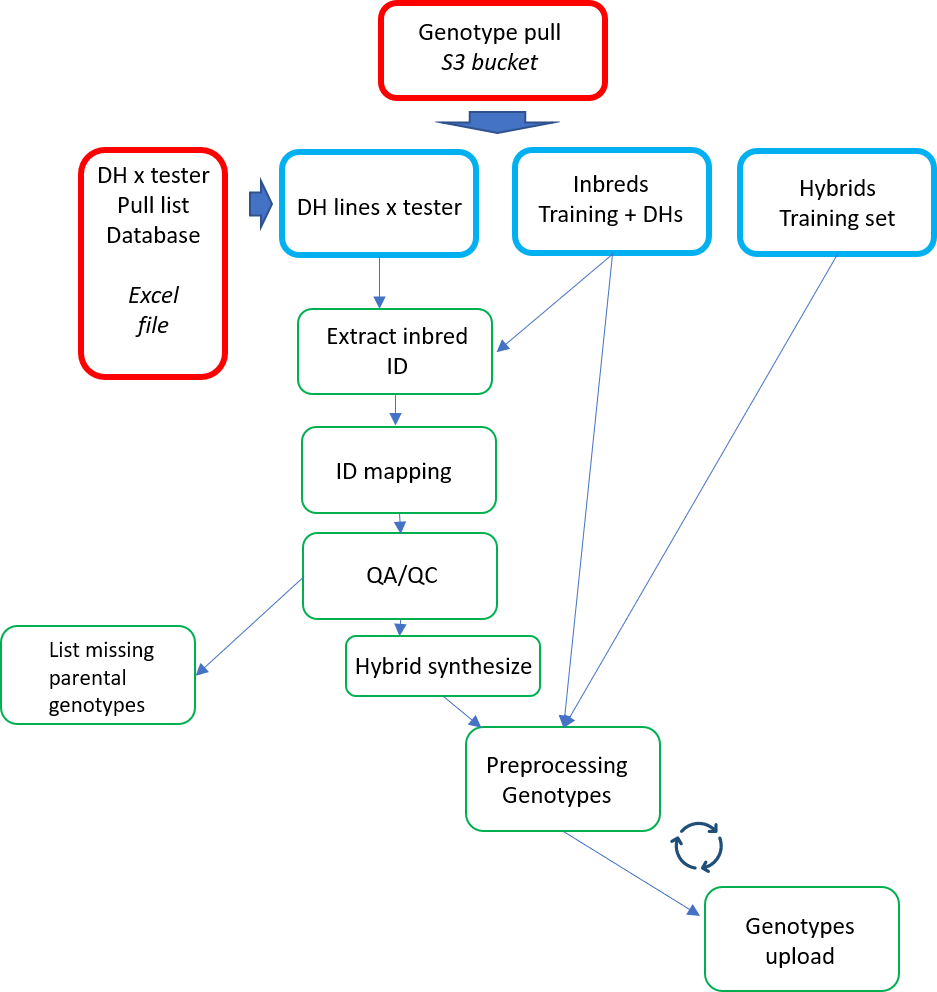 Genotype pull
S3 bucket
DH x tester
Pull list
Database
Excel
file
DH lines x tester
Inbreds
Training + DHs
Hybrids
Training set
Extract inbred
ID
ID mapping
QA/QC
List missing
parental
genotypes
Hybrid synthesize
Preprocessing
Genotypes
Genotypes
upload